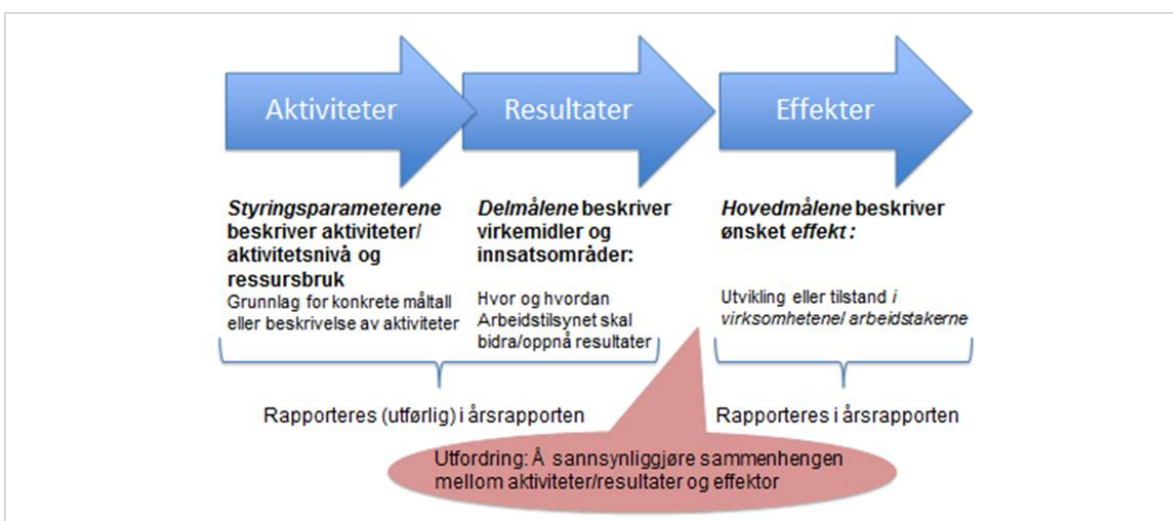 Aktiviteter
Resultater
Effekter
Styringsparameterene
beskriver aktiviteter/
aktivitetsnivå og
ressursbruk
Grunnlag for konkrete måltall
eller beskrivelse av aktiviteter
Delmålene beskriver
virkemidler og
innsatsområder:
Hvor og hvordan
Arbeidstilsynet skal
bidra/oppnå resultater
Hovedmålene beskriver
ønsket effekt :
Utvikling eller tilstand i
virksomhetene/ arbeidstakerne
Rapporteres (utførlig) i årsrapporten
Rapporteres i årsrapporten
Utfordring: Å sannsynliggjøre sammenhengen
mellom aktiviteter/resultater og effektor